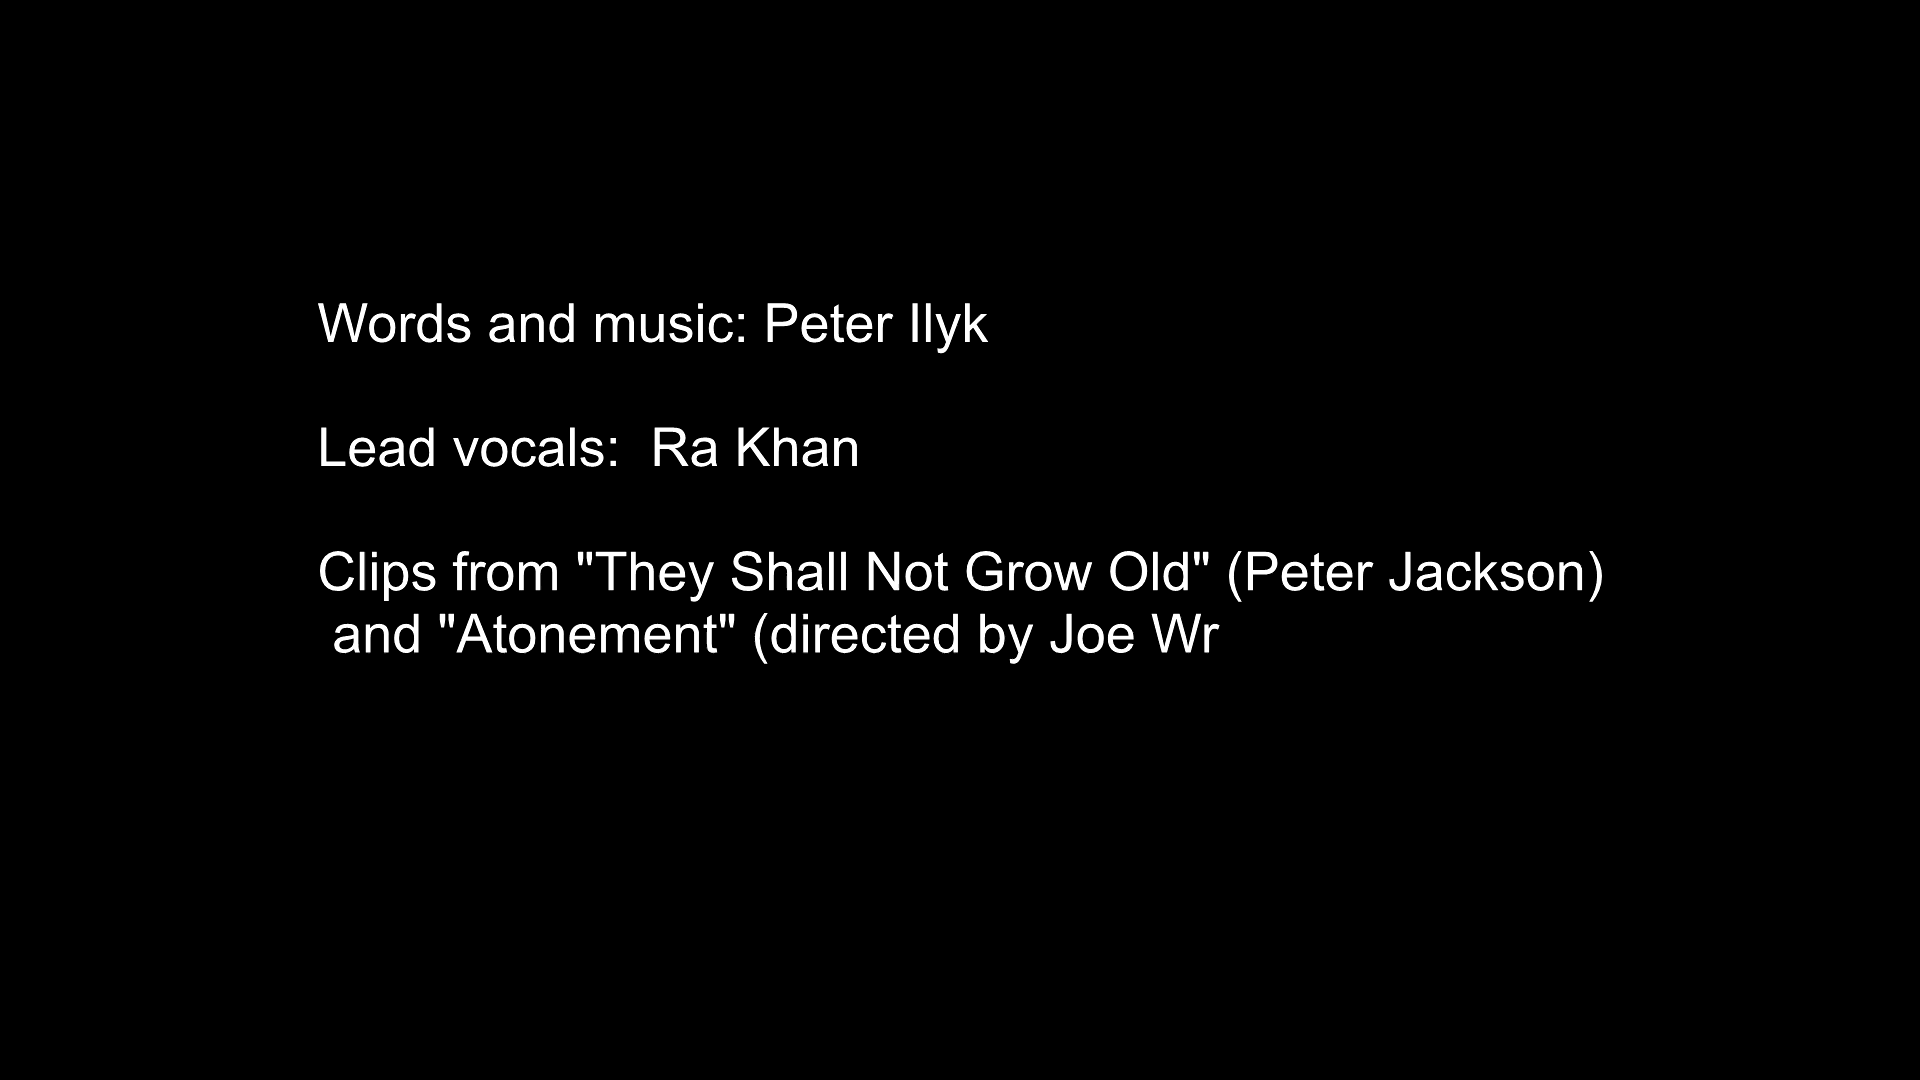 Words and music: Peter Ilyk
Lead vocals:  Ra Khan
Clips from "They Shall Not Grow Old" (Peter Jackson)
and "Atonement" (directed by Joe Wr